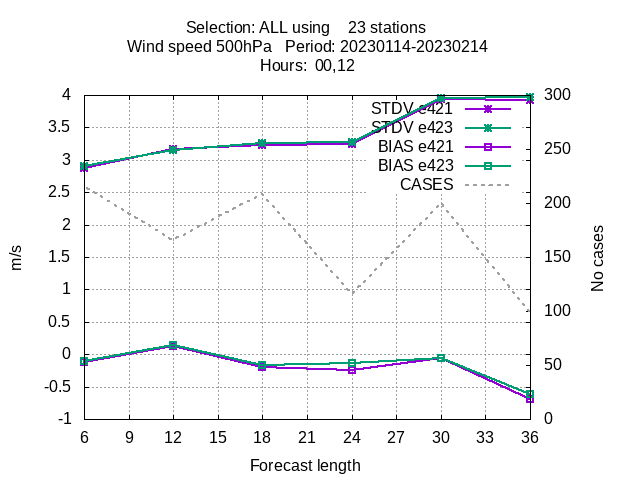 Selection: ALL using 23 stations
Wind speed 500hPa Period: 20230114-20230214
Hours: 00,12
4
3.5
3
2.5
2
1.5
1
0.5
0
-0.5
-1
m/s
STDV e421
STDV e423
BIAS e421
BIAS e423
CASES
300
250
200
150
100
50
0
No cases
6 9 12 15 18 21 24 27 30 33 36
Forecast length